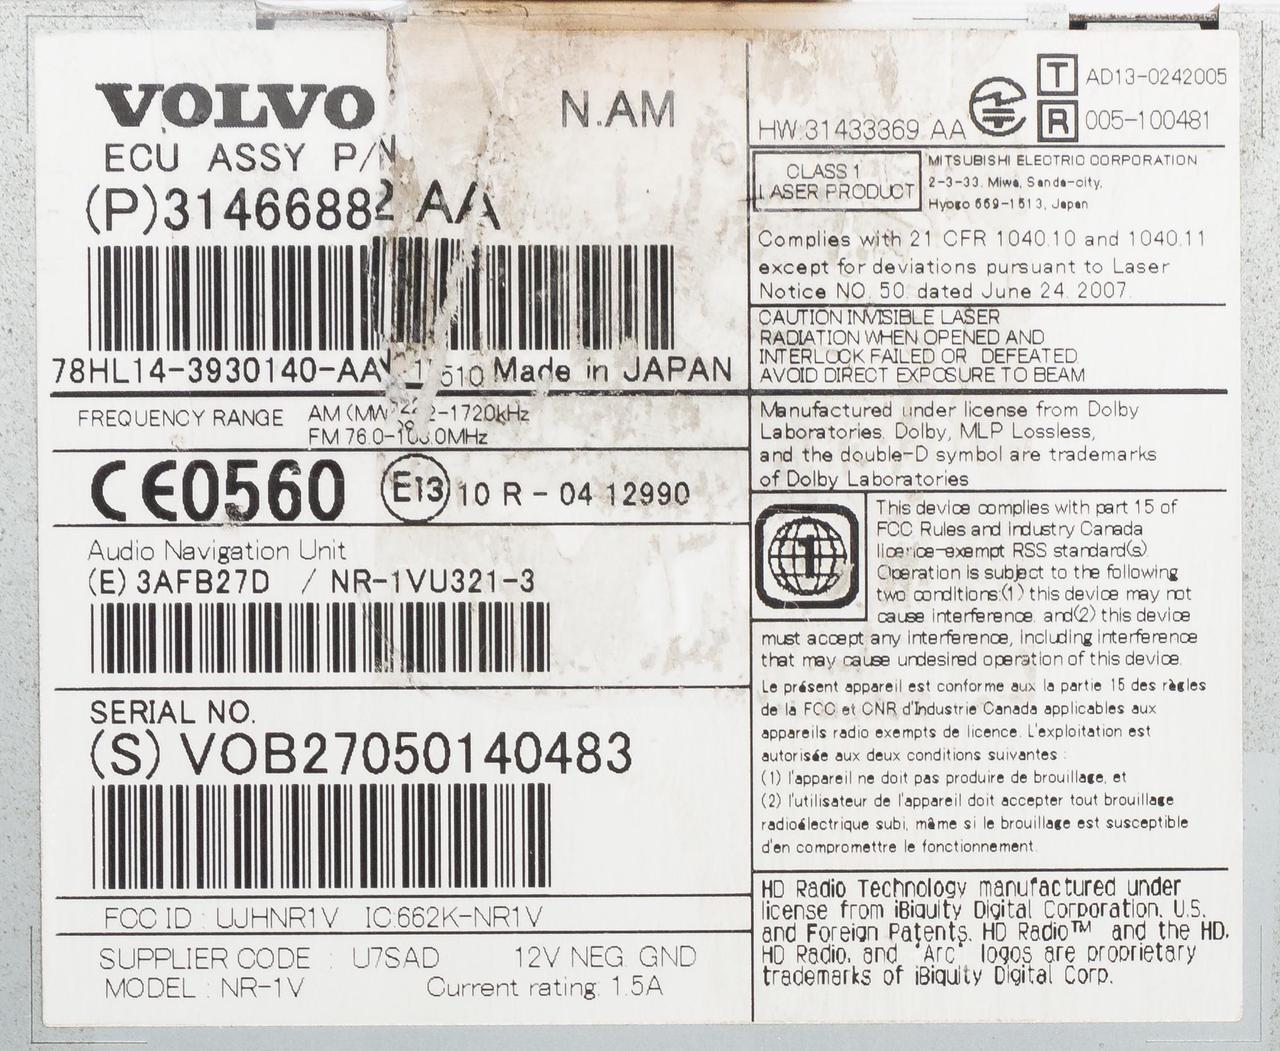 VOLVO
N.AM
ECU ASSY P/N
(P)31466882 AA
78HL14-3930140-AA
510 Made in JAPAN
FREQUENCY RANGE
AM (MW
2-1720kHz
FM 76.0-108.0MHz
CE0560 E13 10 R - 04 12990
Audio Navigation Unit
(E) 3AFB27D / NR-1VU321-3
SERIAL NO.
(S) VOB27050140483
FCC ID : UJHNR1V IC:662K-NR1V
SUPPLIER CODE : U7SAD 12V NEG. GND
MODEL : NR-1V Current rating: 1.5A
HW:31433369 AA
T AD13-0242005
R 005-100481
CLASS 1
LASER PRODUCT
MITSUBISHI ELECTRIC CORPORATION
2-3-33, Miwa, Sanda-city,
Hyogo 669-1513, Japan
Complies with 21 CFR 1040.10 and 1040.11
except for deviations pursuant to Laser
Notice NO. 50, dated June 24, 2007.
CAUTION INVISIBLE LASER
RADIATION WHEN OPENED AND
INTERLOCK FAILED OR DEFEATED.
AVOID DIRECT EXPOSURE TO BEAM
Manufactured under license from Dolby
Laboratories. Dolby, MLP Lossless,
and the double-D symbol are trademarks
of Dolby Laboratories
1
This device complies with part 15 of
FCC Rules and Industry Canada
licence-exempt RSS standard(s).
Operation is subject to the following
two conditions:(1) this device may not
cause interference, and(2) this device
must accept any interference, including interference
that may cause undesired operation of this device.
Le présent appareil est conforme aux la partie 15 des règles
de la FCC et CNR d'Industrie Canada applicables aux
appareils radio exempts de licence. L'exploitation est
autorisée aux deux conditions suivantes :
(1) l'appareil ne doit pas produire de brouillage, et
(2) l'utilisateur de l'appareil doit accepter tout brouillage
radioélectrique subi, même si le brouillage est susceptible
d'en compromettre le fonctionnement.
HD Radio Technology manufactured under
license from iBiquity Digital Corporation. U.S.
and Foreign Patents. HD Radio™ and the HD,
HD Radio, and "Arc" logos are proprietary
trademarks of iBiquity Digital Corp.